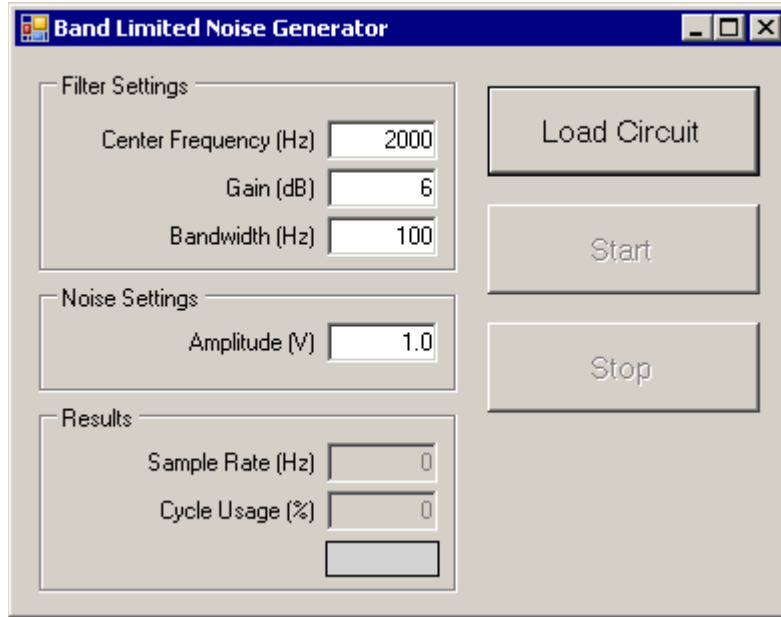 Band Limited Noise Generator
Filter Settings
Center Frequency (Hz) 2000
Gain (dB) 6
Bandwidth (Hz) 100
Noise Settings
Amplitude (V) 1.0
Results
Sample Rate (Hz) 0
Cycle Usage (%) 0
Load Circuit
Start
Stop